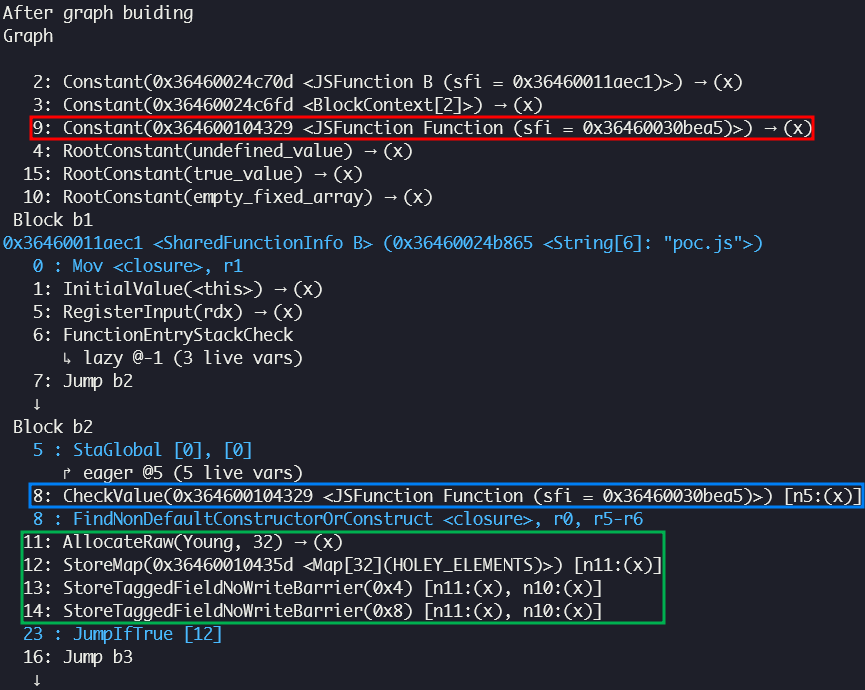 After graph buiding
Graph
2: Constant(0x36460024c70d <JSFunction B (sfi = 0x36460011aec1)>) → (x)
3: Constant(0x36460024c6fd <BlockContext[2]>) → (x)
9: Constant(0x364600104329 <JSFunction Function (sfi = 0x36460030bea5)>) → (x)
4: RootConstant(undefined_value) → (x)
15: RootConstant(true_value) → (x)
10: RootConstant(empty_fixed_array) → (x)
Block b1
0x36460011aec1 <SharedFunctionInfo B> (0x36460024b865 <String[6]: "poc.js">)
0 : Mov <closure>, r1
1: InitialValue(<this>) → (x)
5: RegisterInput(rdx) → (x)
6: FunctionEntryStackCheck
↳ lazy @-1 (3 live vars)
7: Jump b2
↓
Block b2
5 : StaGlobal [0], [0]
↱ eager @5 (5 live vars)
8: CheckValue(0x364600104329 <JSFunction Function (sfi = 0x36460030bea5)>) [n5:(x)]
8 : FindNonDefaultConstructorOrConstruct <closure>, r0, r5-r6
11: AllocateRaw(Young, 32) → (x)
12: StoreMap(0x36460010435d <Map[32](HOLEY_ELEMENTS)>) [n11:(x)]
13: StoreTaggedFieldNoWriteBarrier(0x4) [n11:(x), n10:(x)]
14: StoreTaggedFieldNoWriteBarrier(0x8) [n11:(x), n10:(x)]
23 : JumpIfTrue [12]
16: Jump b3
↓